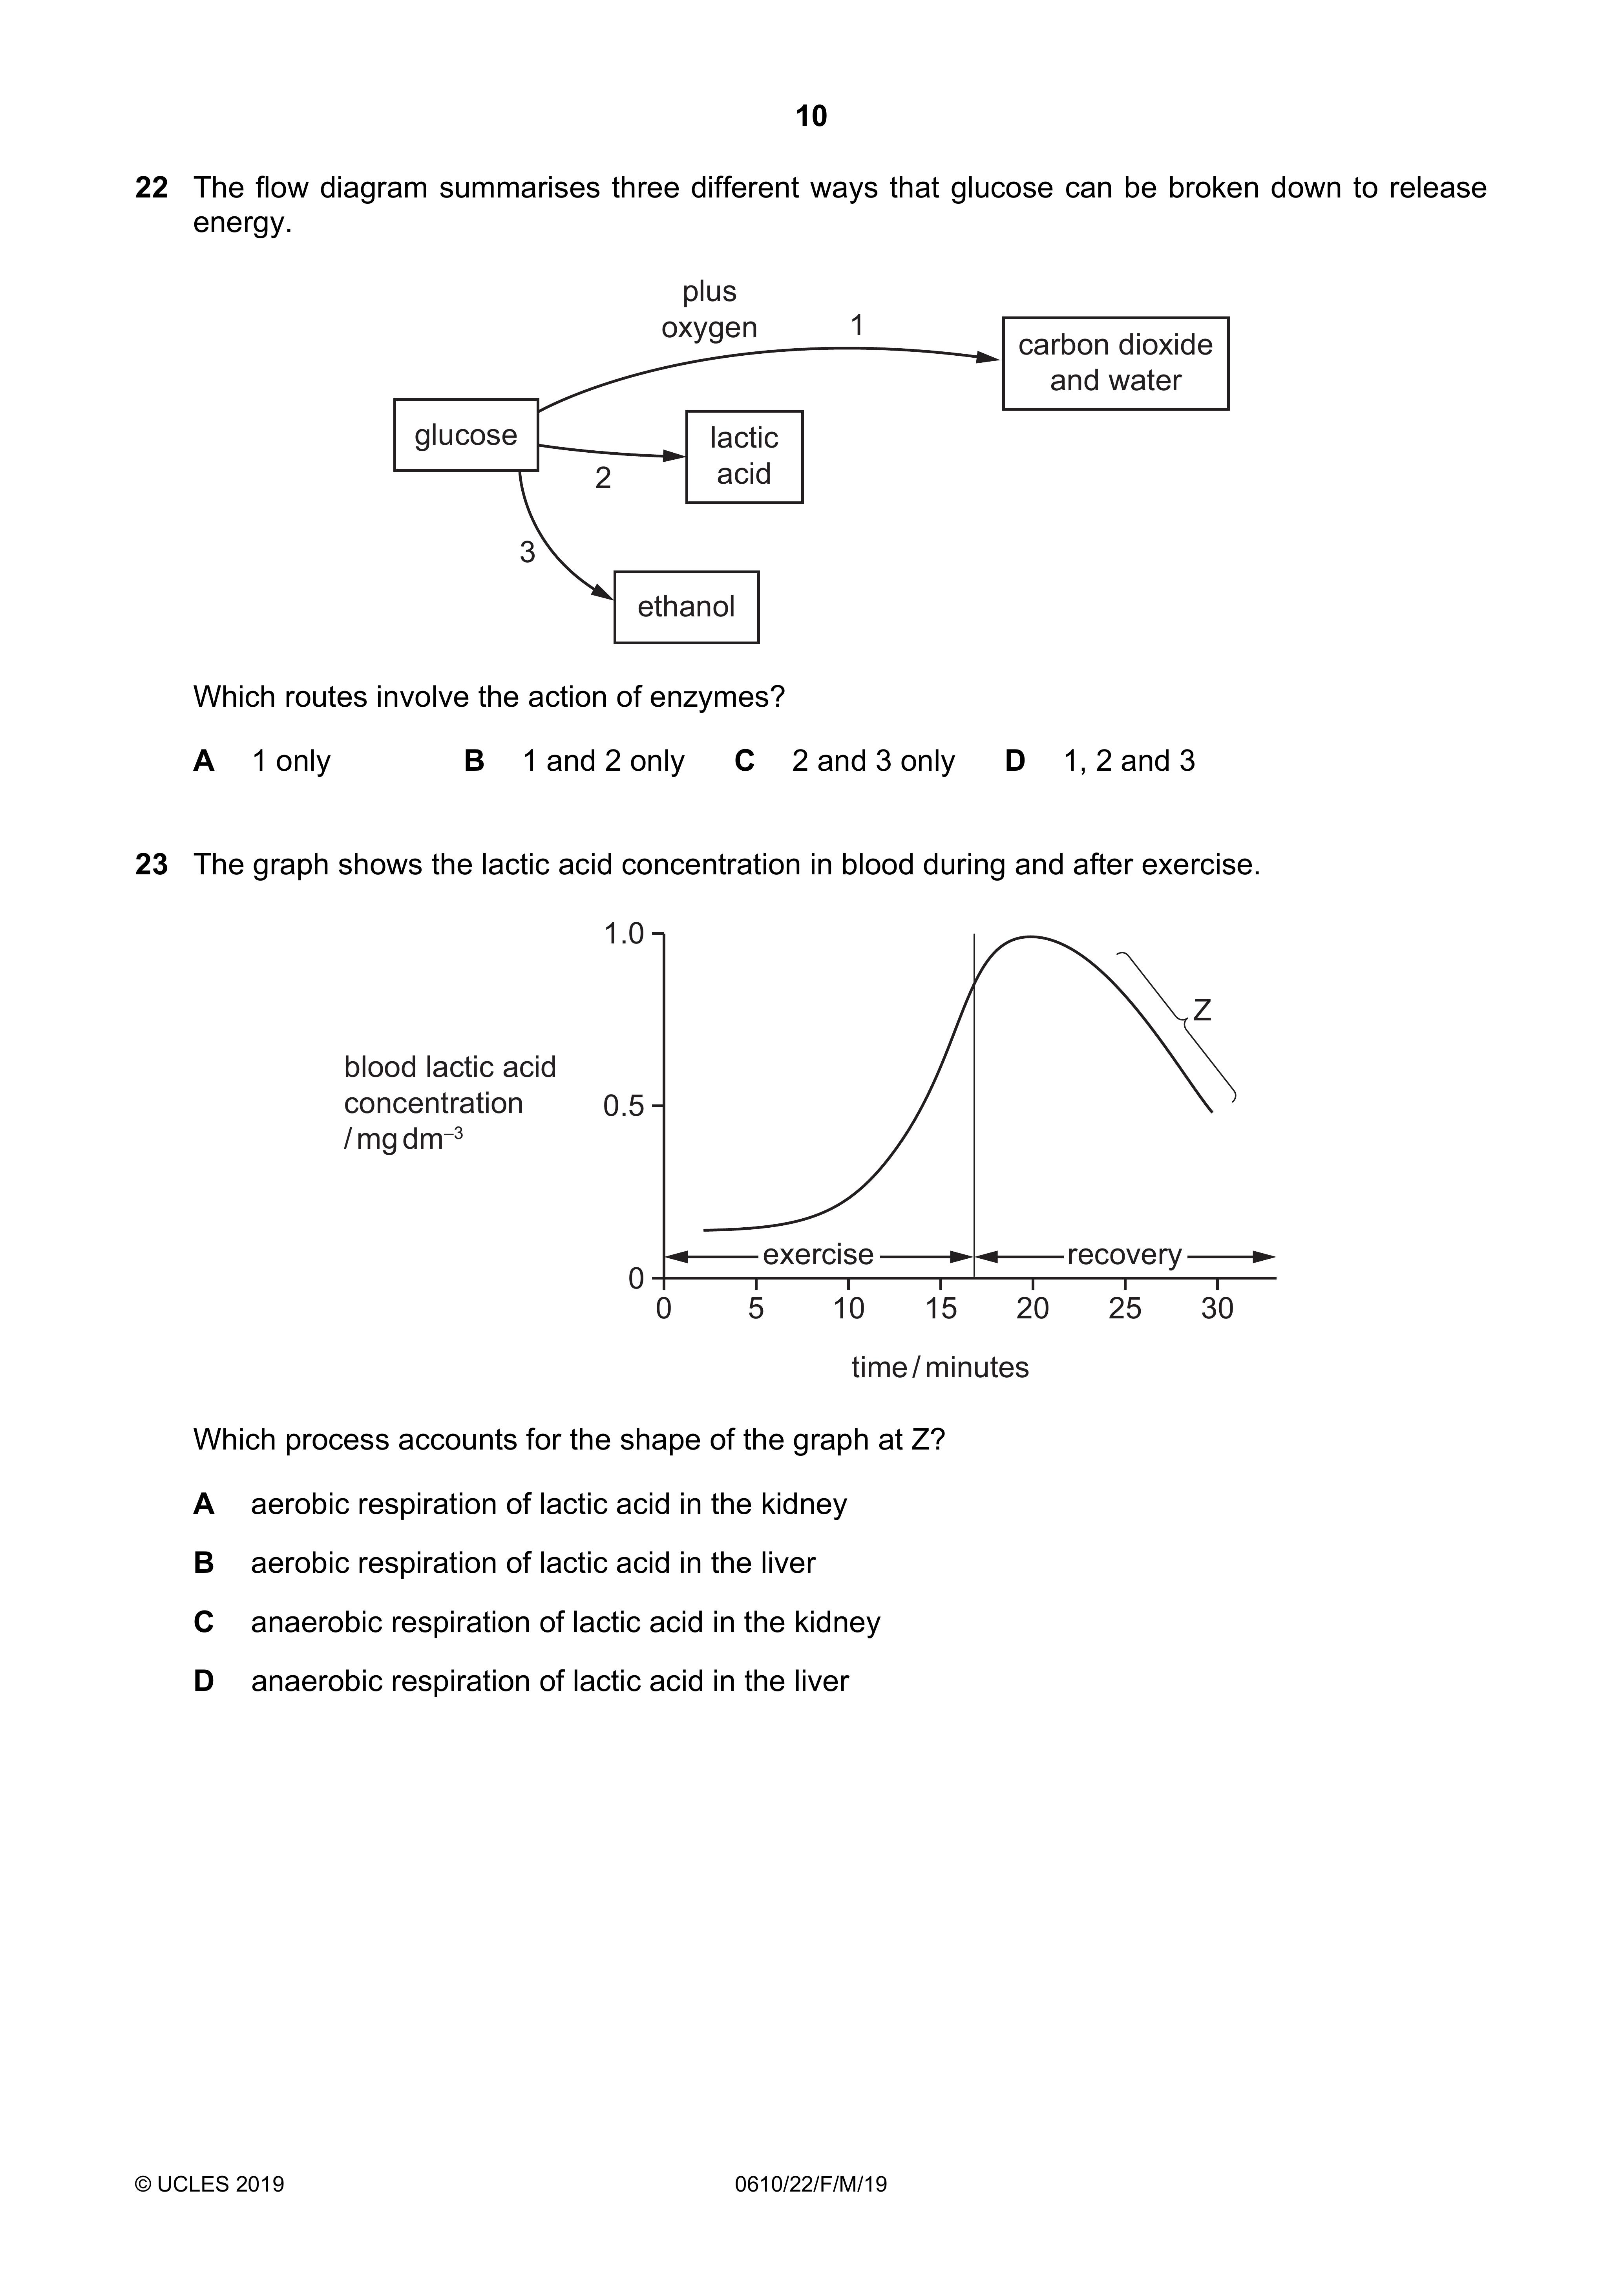 10
22 The flow diagram summarises three different ways that glucose can be broken down to release
energy.
plus
oxygen
1
carbon dioxide
and water
glucose
lactic
acid
2
3
ethanol
Which routes involve the action of enzymes?
A 1 only B 1 and 2 only C 2 and 3 only D 1, 2 and 3
23 The graph shows the lactic acid concentration in blood during and after exercise.
1.0
Z
blood lactic acid
concentration
/ mg dm⁻³
0.5
exercise recovery
0
0 5 10 15 20 25 30
time / minutes
Which process accounts for the shape of the graph at Z?
A aerobic respiration of lactic acid in the kidney
B aerobic respiration of lactic acid in the liver
C anaerobic respiration of lactic acid in the kidney
D anaerobic respiration of lactic acid in the liver
© UCLES 2019 0610/22/F/M/19